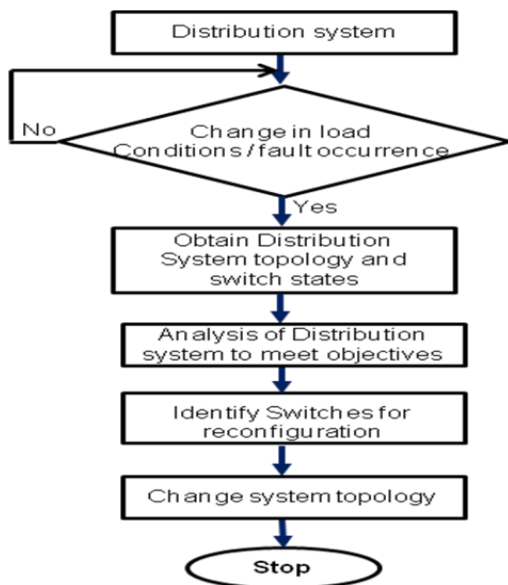 Distribution system
No
Change in load
Conditions / fault occurrence
Yes
Obtain Distribution
System topology and
switch states
Analysis of Distribution
system to meet objectives
Identify Switches for
reconfiguration
Change system topology
Stop